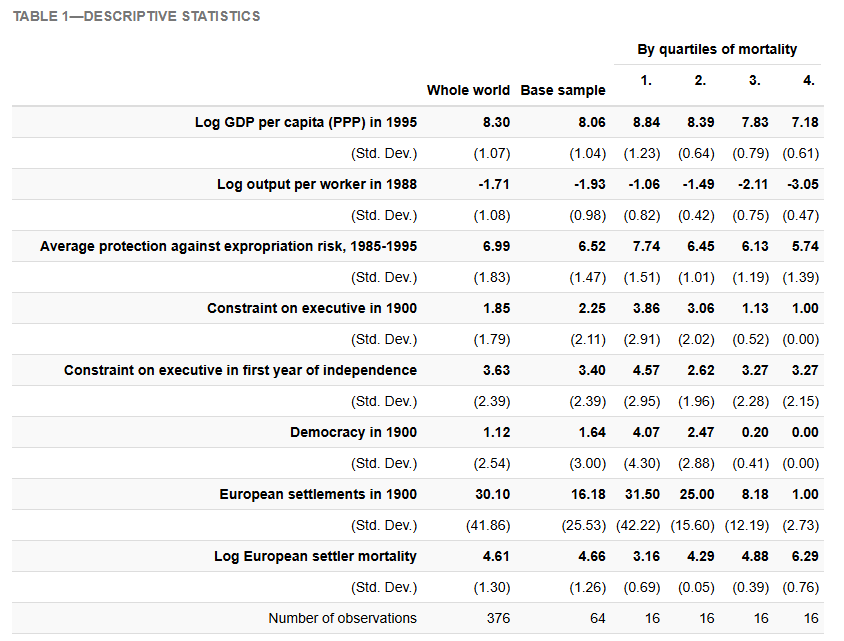 TABLE 1—DESCRIPTIVE STATISTICS
By quartiles of mortality
Whole world Base sample 1. 2. 3. 4.
Log GDP per capita (PPP) in 1995 8.30 8.06 8.84 8.39 7.83 7.18
(Std. Dev.) (1.07) (1.04) (1.23) (0.64) (0.79) (0.61)
Log output per worker in 1988 -1.71 -1.93 -1.06 -1.49 -2.11 -3.05
(Std. Dev.) (1.08) (0.98) (0.82) (0.42) (0.75) (0.47)
Average protection against expropriation risk, 1985-1995 6.99 6.52 7.74 6.45 6.13 5.74
(Std. Dev.) (1.83) (1.47) (1.51) (1.01) (1.19) (1.39)
Constraint on executive in 1900 1.85 2.25 3.86 3.06 1.13 1.00
(Std. Dev.) (1.79) (2.11) (2.91) (2.02) (0.52) (0.00)
Constraint on executive in first year of independence 3.63 3.40 4.57 2.62 3.27 3.27
(Std. Dev.) (2.39) (2.39) (2.95) (1.96) (2.28) (2.15)
Democracy in 1900 1.12 1.64 4.07 2.47 0.20 0.00
(Std. Dev.) (2.54) (3.00) (4.30) (2.88) (0.41) (0.00)
European settlements in 1900 30.10 16.18 31.50 25.00 8.18 1.00
(Std. Dev.) (41.86) (25.53) (42.22) (15.60) (12.19) (2.73)
Log European settler mortality 4.61 4.66 3.16 4.29 4.88 6.29
(Std. Dev.) (1.30) (1.26) (0.69) (0.05) (0.39) (0.76)
Number of observations 376 64 16 16 16 16